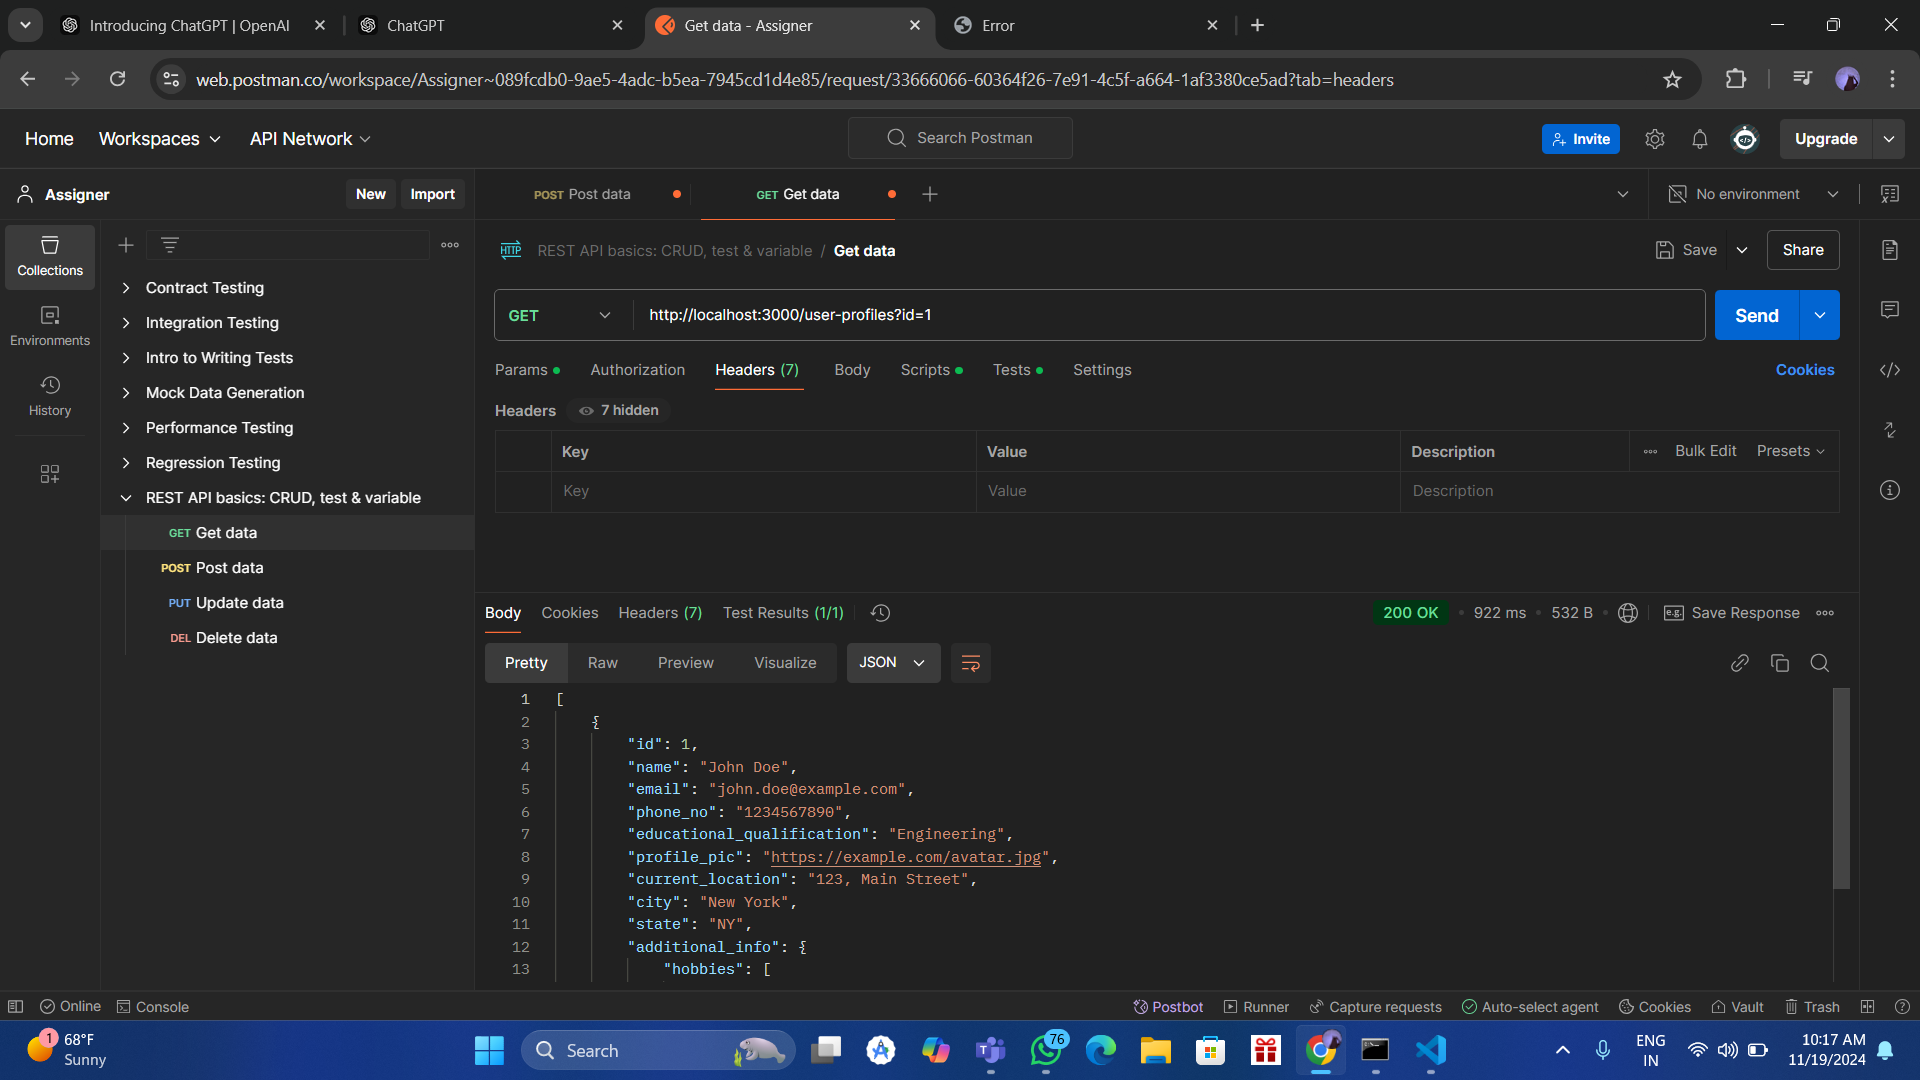 Introducing ChatGPT | OpenAI
ChatGPT
Get data - Assigner
Error
web.postman.co/workspace/Assigner~089fcdb0-9ae5-4adc-b5ea-7945cd1d4e85/request/33666066-60364f26-7e91-4c5f-a664-1af3380ce5ad?tab=headers
Home Workspaces API Network Search Postman Invite Upgrade
Assigner New Import
POST Post data GET Get data No environment
Collections
Environments
History
Contract Testing
Integration Testing
Intro to Writing Tests
Mock Data Generation
Performance Testing
Regression Testing
REST API basics: CRUD, test & variable
GET Get data
POST Post data
PUT Update data
DEL Delete data
HTTP REST API basics: CRUD, test & variable / Get data Save Share
GET http://localhost:3000/user-profiles?id=1 Send
Params Authorization Headers (7) Body Scripts Tests Settings Cookies
Headers 7 hidden
Key Value Description Bulk Edit Presets
Key Value Description
Body Cookies Headers (7) Test Results (1/1) 200 OK 922 ms 532 B e.g. Save Response
Pretty Raw Preview Visualize JSON
1 [
2 {
3 "id": 1,
4 "name": "John Doe",
5 "email": "john.doe@example.com",
6 "phone_no": "1234567890",
7 "educational_qualification": "Engineering",
8 "profile_pic": "https://example.com/avatar.jpg",
9 "current_location": "123, Main Street",
10 "city": "New York",
11 "state": "NY",
12 "additional_info": {
13 "hobbies": [
Online Console Postbot Runner Capture requests Auto-select agent Cookies Vault Trash
1 68°F
Sunny
Search
76
ENG
IN
10:17 AM
11/19/2024